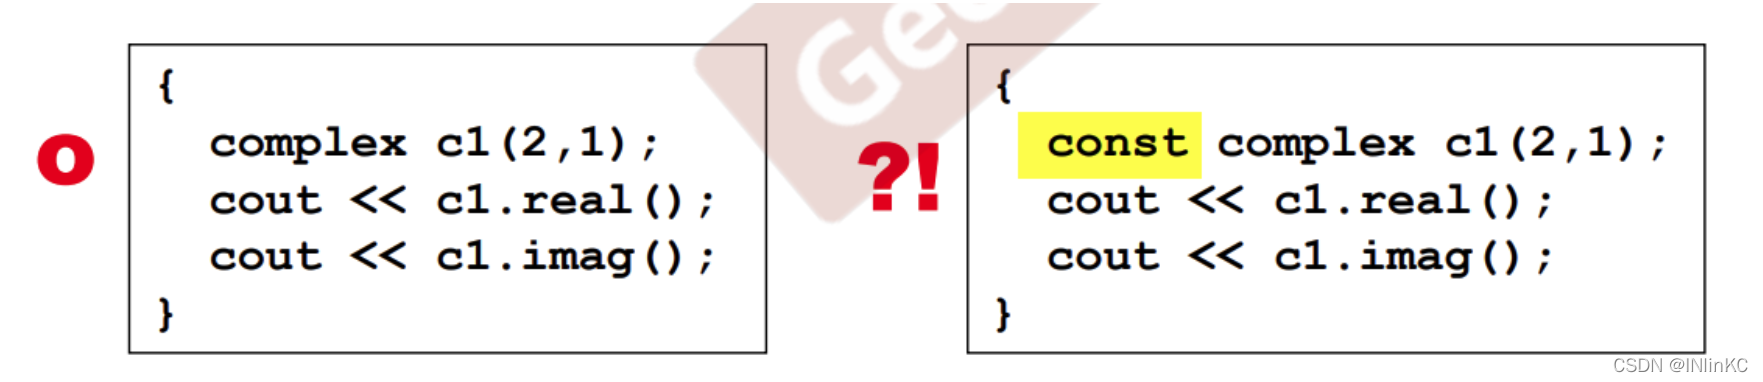 {
complex c1(2,1);
cout << c1.real();
cout << c1.imag();
}
O
?!
{
const complex c1(2,1);
cout << c1.real();
cout << c1.imag();
}
CSDN @INlinKC